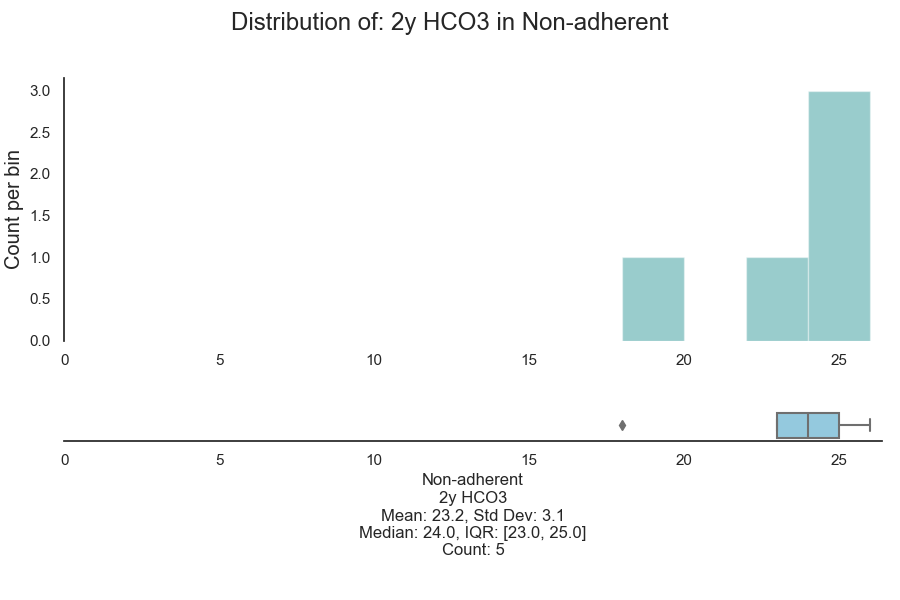 Distribution of: 2y HCO3 in Non-adherent
Count per bin
3.0
2.5
2.0
1.5
1.0
0.5
0.0
0 5 10 15 20 25
0 5 10 15 20 25
Non-adherent
2y HCO3
Mean: 23.2, Std Dev: 3.1
Median: 24.0, IQR: [23.0, 25.0]
Count: 5